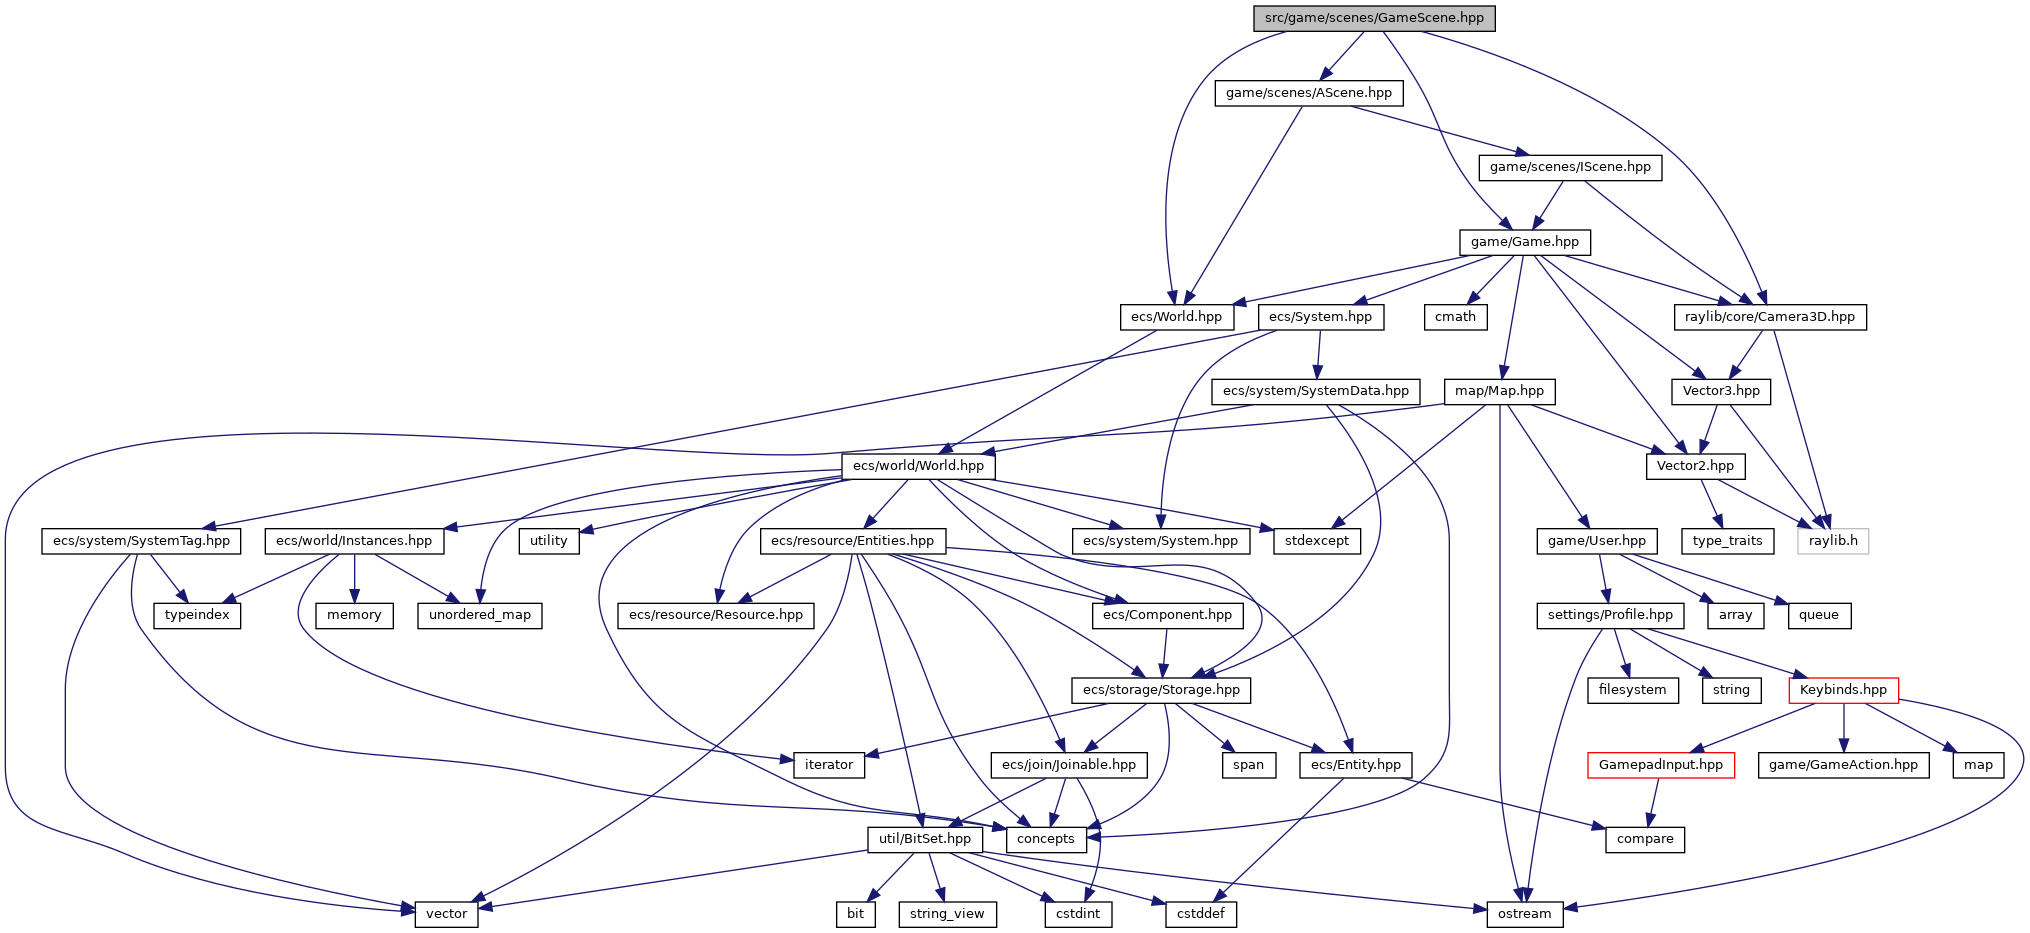 src/game/scenes/GameScene.hpp
game/scenes/AScene.hpp
game/scenes/IScene.hpp
game/Game.hpp
ecs/World.hpp
ecs/System.hpp
cmath
raylib/core/Camera3D.hpp
ecs/system/SystemData.hpp
map/Map.hpp
Vector3.hpp
ecs/world/World.hpp
Vector2.hpp
ecs/system/SystemTag.hpp
ecs/world/Instances.hpp
utility
ecs/resource/Entities.hpp
ecs/system/System.hpp
stdexcept
game/User.hpp
type_traits
raylib.h
typeindex
memory
unordered_map
ecs/resource/Resource.hpp
ecs/Component.hpp
settings/Profile.hpp
array
queue
ecs/storage/Storage.hpp
filesystem
string
Keybinds.hpp
iterator
ecs/join/Joinable.hpp
span
ecs/Entity.hpp
GamepadInput.hpp
game/GameAction.hpp
map
util/BitSet.hpp
concepts
compare
vector
bit
string_view
cstdint
cstddef
ostream